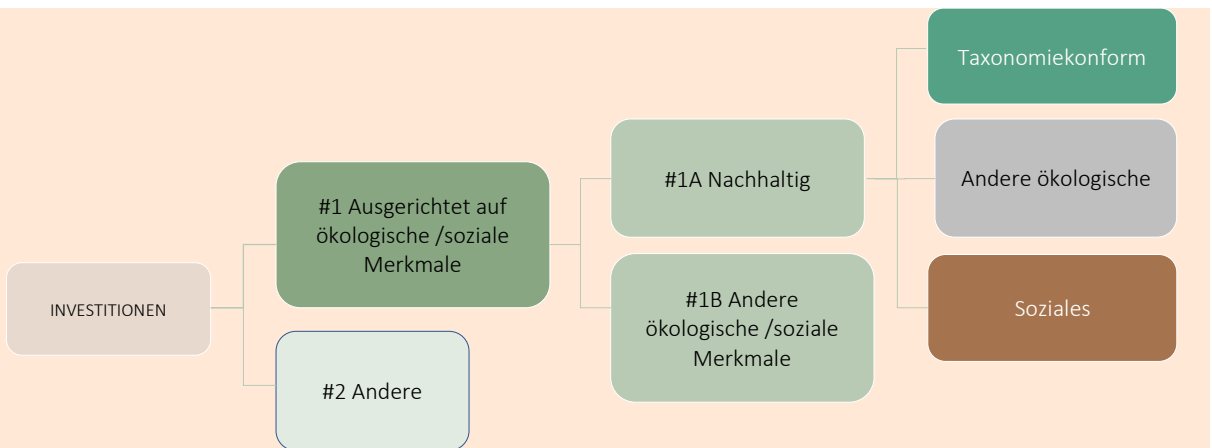 INVESTITIONEN
#1 Ausgerichtet auf
ökologische /soziale
Merkmale
#2 Andere
#1A Nachhaltig
#1B Andere
ökologische /soziale
Merkmale
Taxonomiekonform
Andere ökologische
Soziales